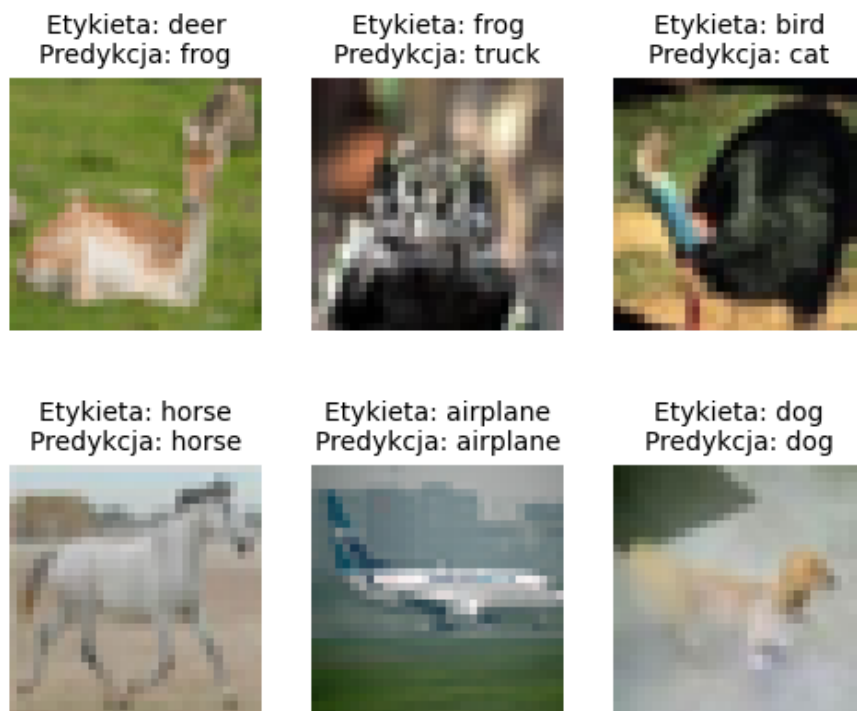 Etykieta: deer
Predykcja: frog
Etykieta: frog
Predykcja: truck
Etykieta: bird
Predykcja: cat
Etykieta: horse
Predykcja: horse
Etykieta: airplane
Predykcja: airplane
Etykieta: dog
Predykcja: dog